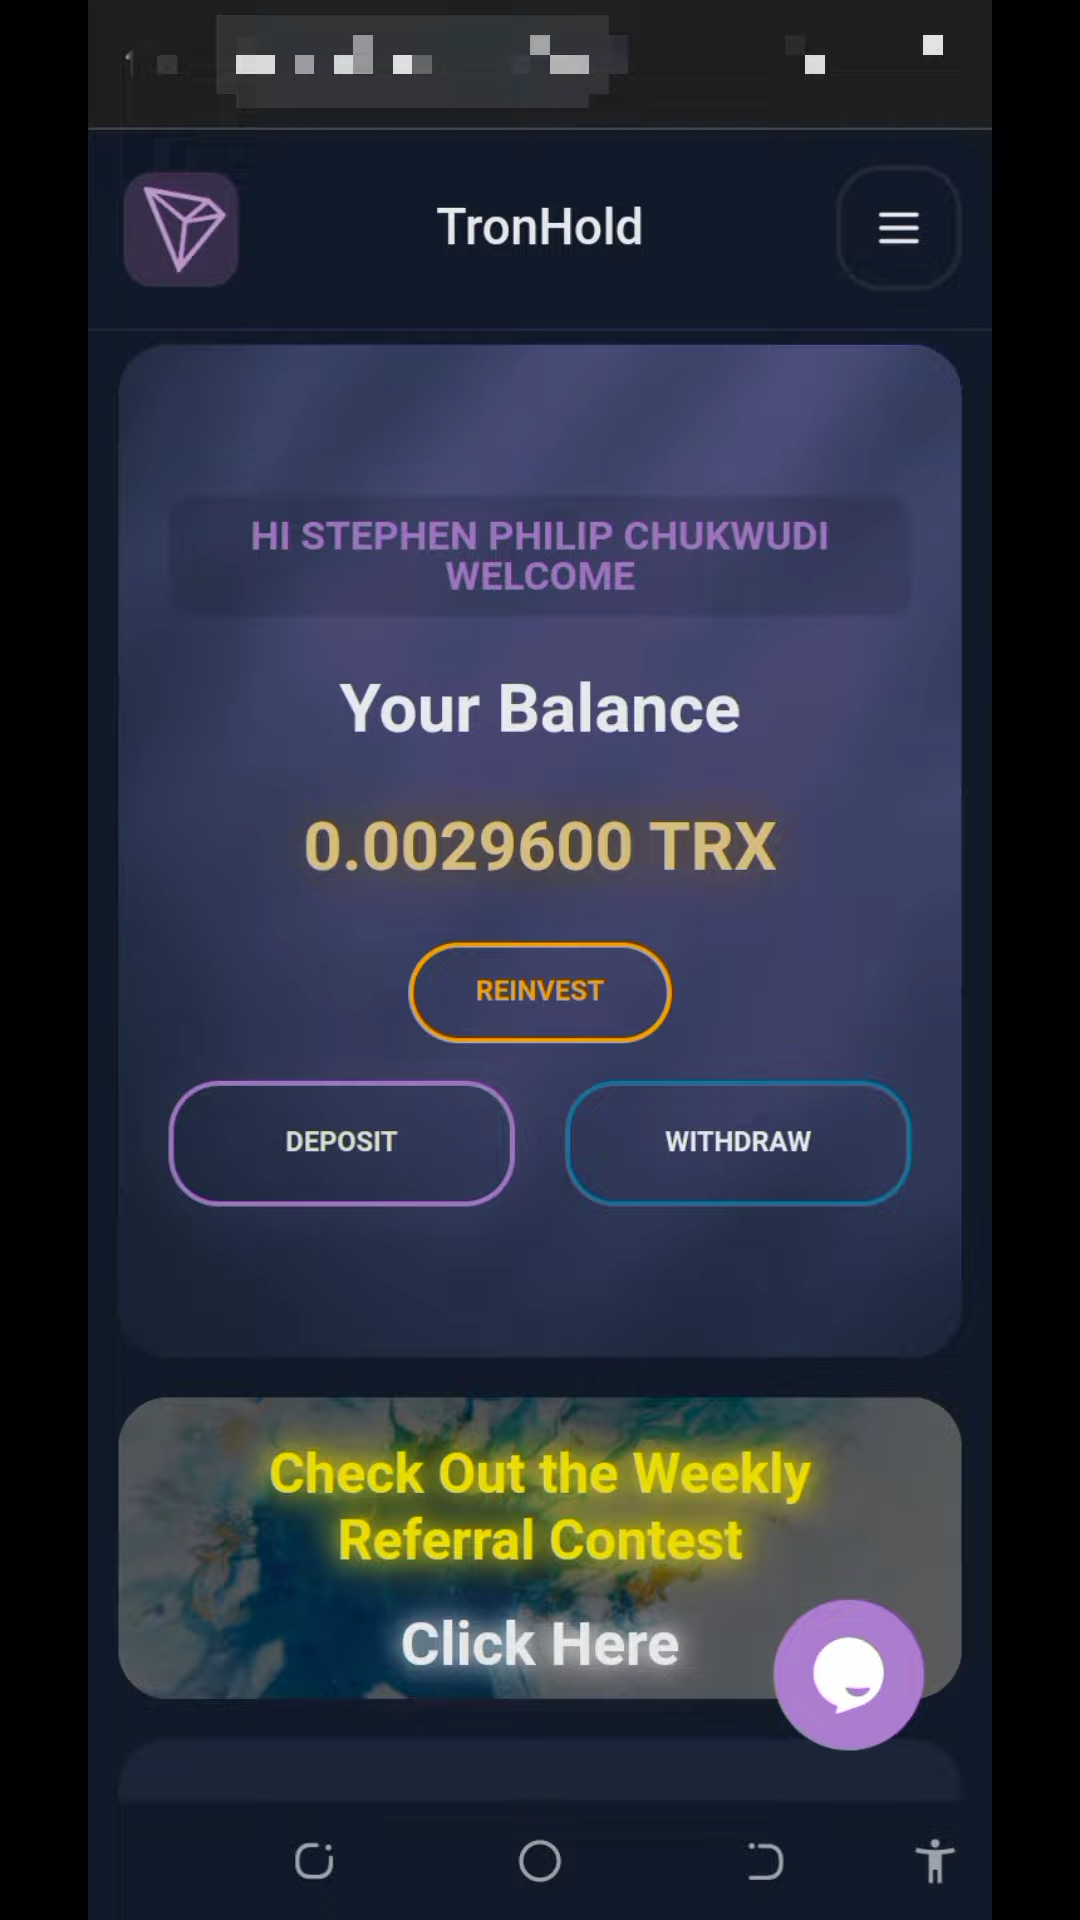 TronHold
HI STEPHEN PHILIP CHUKWUDI
WELCOME
Your Balance
0.0029600 TRX
REINVEST
DEPOSIT
WITHDRAW
Check Out the Weekly
Referral Contest
Click Here